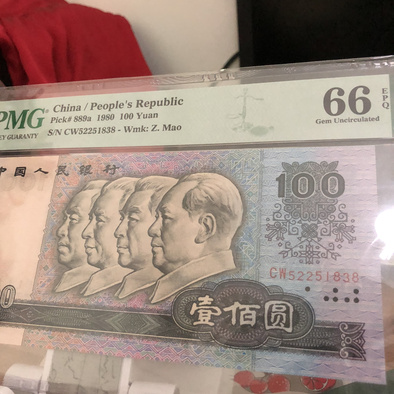 PMG China / People's Republic
Pick# 889a 1980 100 Yuan
GUARANTY S/N CW52251838 - Wmk: Z. Mao
66 EPQ
Gem Uncirculated
中国人民银行
100
CW52251838
壹佰圆